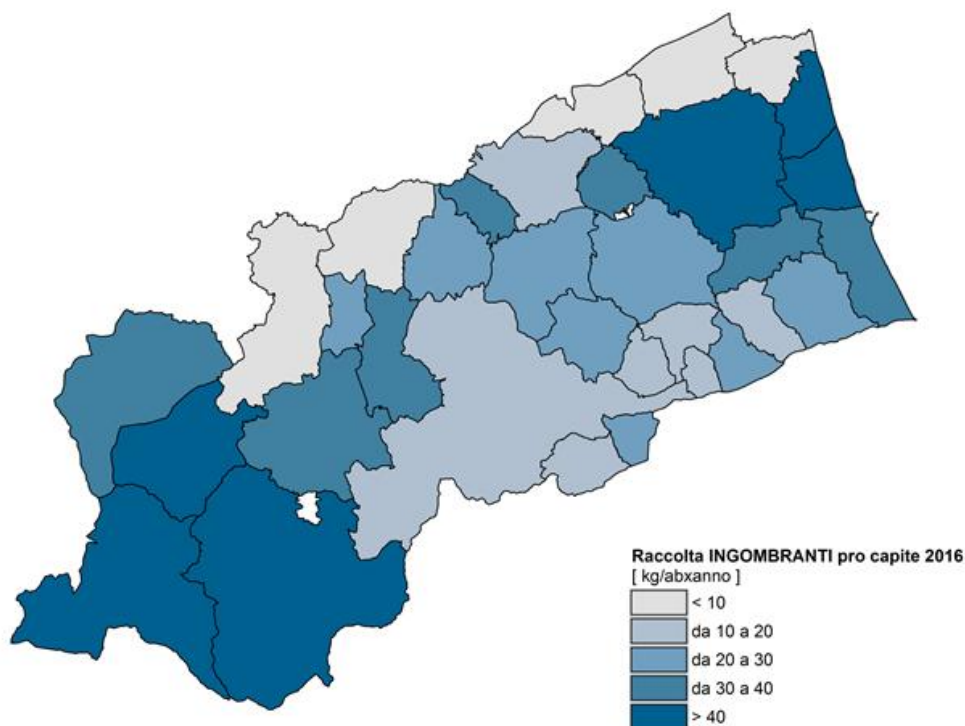 Raccolta INGOMBRANTI pro capite 2016
[ kg/abxanno ]
< 10
da 10 a 20
da 20 a 30
da 30 a 40
> 40